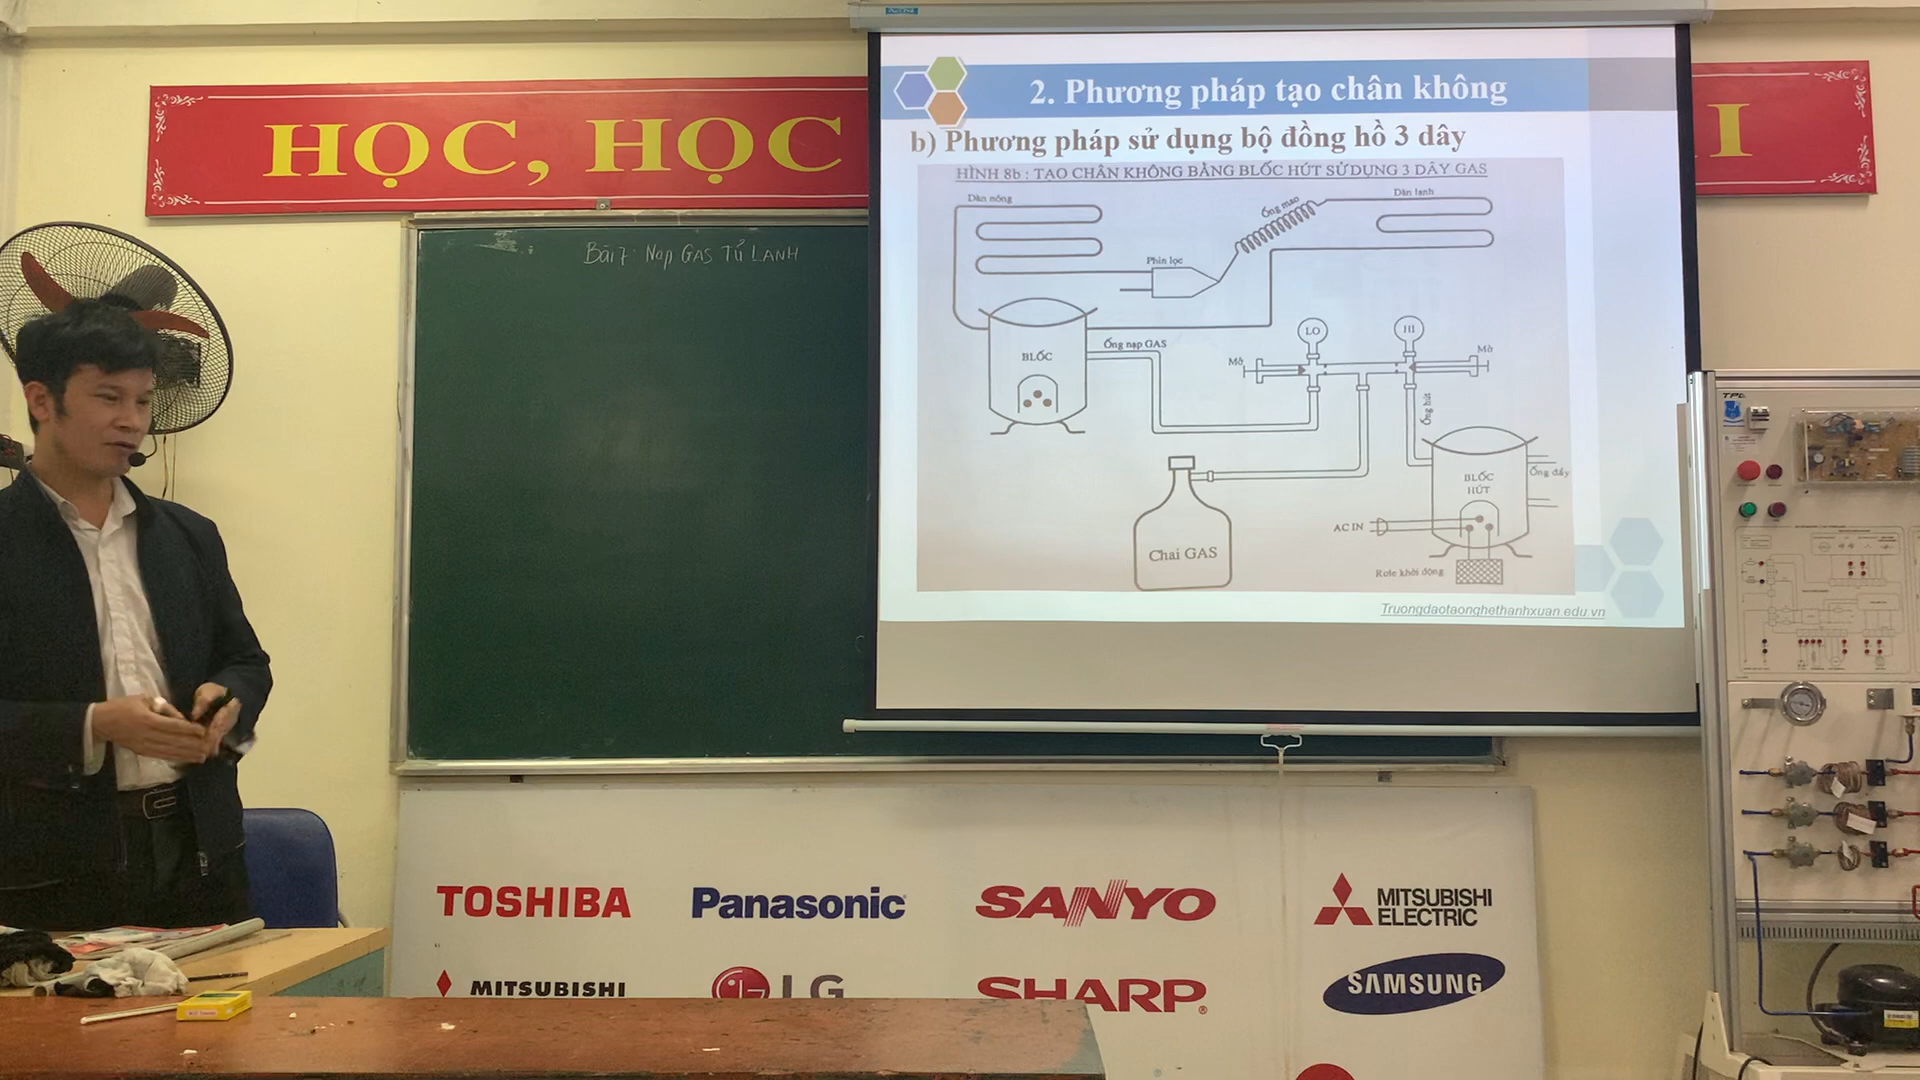 HỌC, HỌC
I
Bài 7: Nạp GAS TỦ LẠNH
2. Phương pháp tạo chân không
b) Phương pháp sử dụng bộ đồng hồ 3 dây
HÌNH 8b : TẠO CHÂN KHÔNG BẰNG BLỐC HÚT SỬ DỤNG 3 DÂY GAS
Dàn nóng
Ống mao
Dàn lạnh
Phin lọc
LO
HI
BLỐC
Ống nạp GAS
Mở
Mở
Ống hút
BLỐC
HÚT
Ống đẩy
AC IN
Chai GAS
Rơle khởi động
Truongdaotaonghethanhxuan.edu.vn
TOSHIBA
Panasonic
SANYO
MITSUBISHI
ELECTRIC
MITSUBISHI
LG
SHARP
SAMSUNG